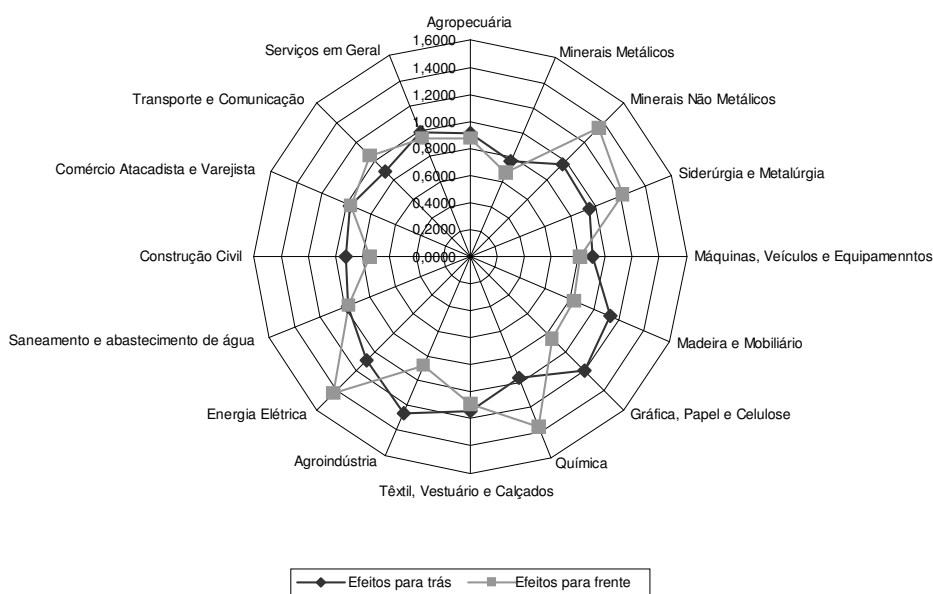 Agropecuária
1,6000
Serviços em Geral
Minerais Metálicos
1,4000
Transporte e Comunicação
1,2000
Minerais Não Metálicos
1,0000
0,8000
Comércio Atacadista e Varejista
0,6000
Siderúrgia e Metalúrgia
0,4000
0,2000
Construção Civil
0,0000
Máquinas, Veículos e Equipamenntos
Saneamento e abastecimento de água
Madeira e Mobiliário
Energia Elétrica
Gráfica, Papel e Celulose
Agroindústria
Química
Têxtil, Vestuário e Calçados
Efeitos para trás
Efeitos para frente